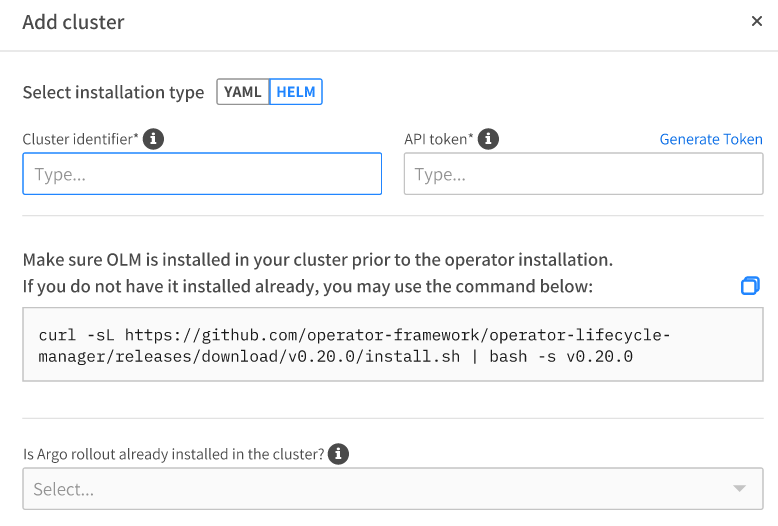 Add cluster
Select installation type YAML HELM
Cluster identifier* API token* Generate Token
Type... Type...
Make sure OLM is installed in your cluster prior to the operator installation.
If you do not have it installed already, you may use the command below:
curl -sL https://github.com/operator-framework/operator-lifecycle-
manager/releases/download/v0.20.0/install.sh | bash -s v0.20.0
Is Argo rollout already installed in the cluster?
Select...